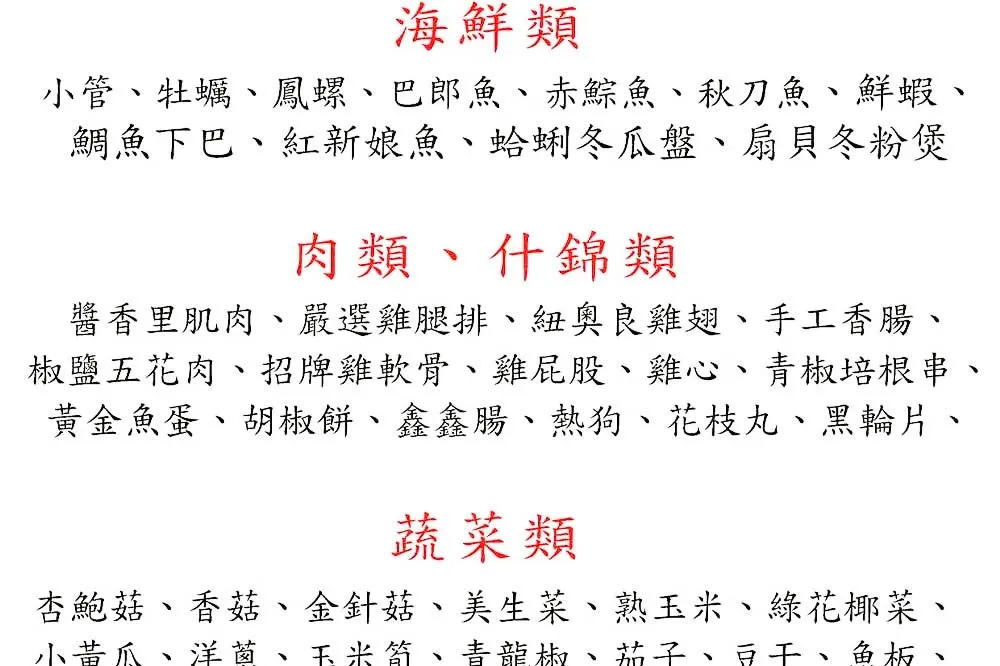 海鮮類
小管、牡蠣、鳳螺、巴郎魚、赤鯮魚、秋刀魚、鮮蝦、
鯛魚下巴、紅新娘魚、蛤蜊冬瓜盤、扇貝冬粉煲
肉類、什錦類
醬香里肌肉、嚴選雞腿排、紐奧良雞翅、手工香腸、
椒鹽五花肉、招牌雞軟骨、雞屁股、雞心、青椒培根串、
黃金魚蛋、胡椒餅、鑫鑫腸、熱狗、花枝丸、黑輪片、
蔬菜類
杏鮑菇、香菇、金針菇、美生菜、熟玉米、綠花椰菜、
小黃瓜、洋蔥、玉米筍、青龍椒、茄子、豆干、魚板、